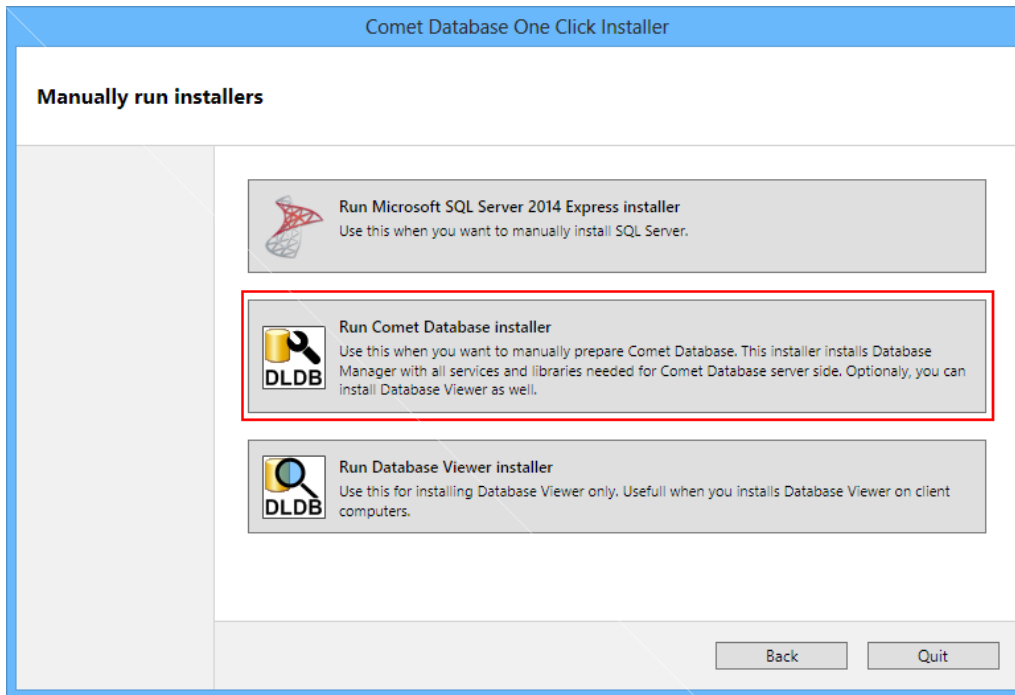 Comet Database One Click Installer
Manually run installers
Run Microsoft SQL Server 2014 Express installer
Use this when you want to manually install SQL Server.
Run Comet Database installer
Use this when you want to manually prepare Comet Database. This installer installs Database
Manager with all services and libraries needed for Comet Database server side. Optionaly, you can
install Database Viewer as well.
DLDB
Run Database Viewer installer
Use this for installing Database Viewer only. Usefull when you installs Database Viewer on client
computers.
DLDB
Back
Quit